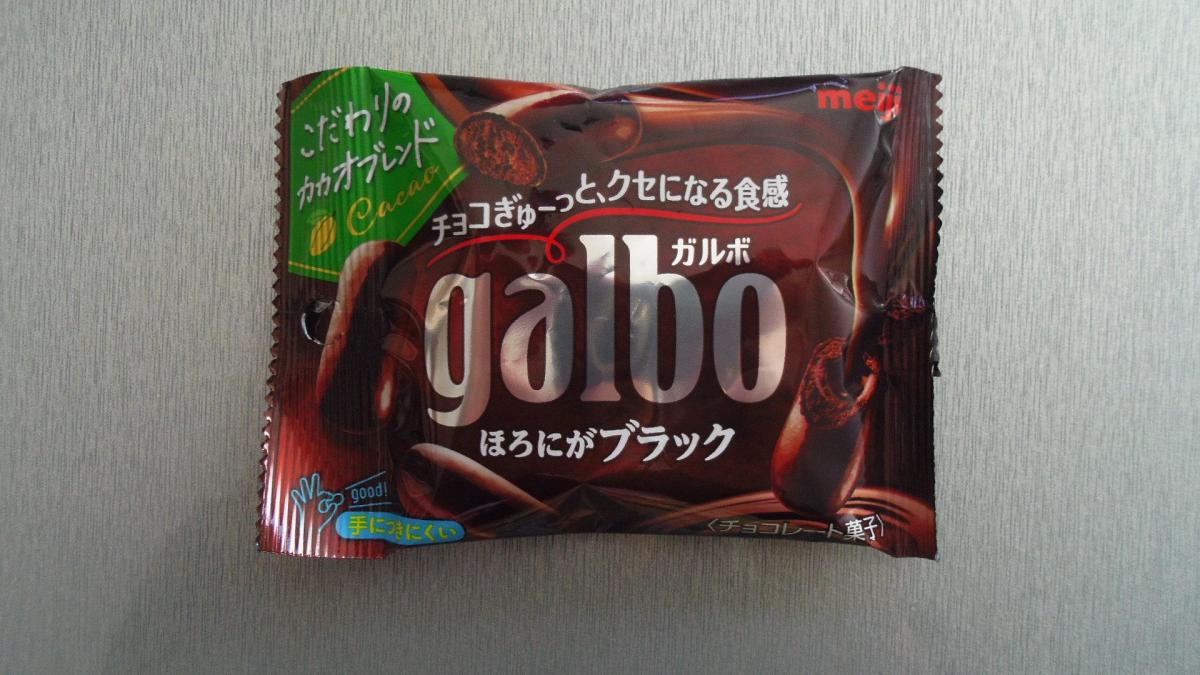 こだわりの
カカオブレンド
Cacao
meiji
チョコぎゅーっと、クセになる食感
ガルボ
galbo
ほろにがブラック
good!
手につきにくい
〈チョコレート菓子〉